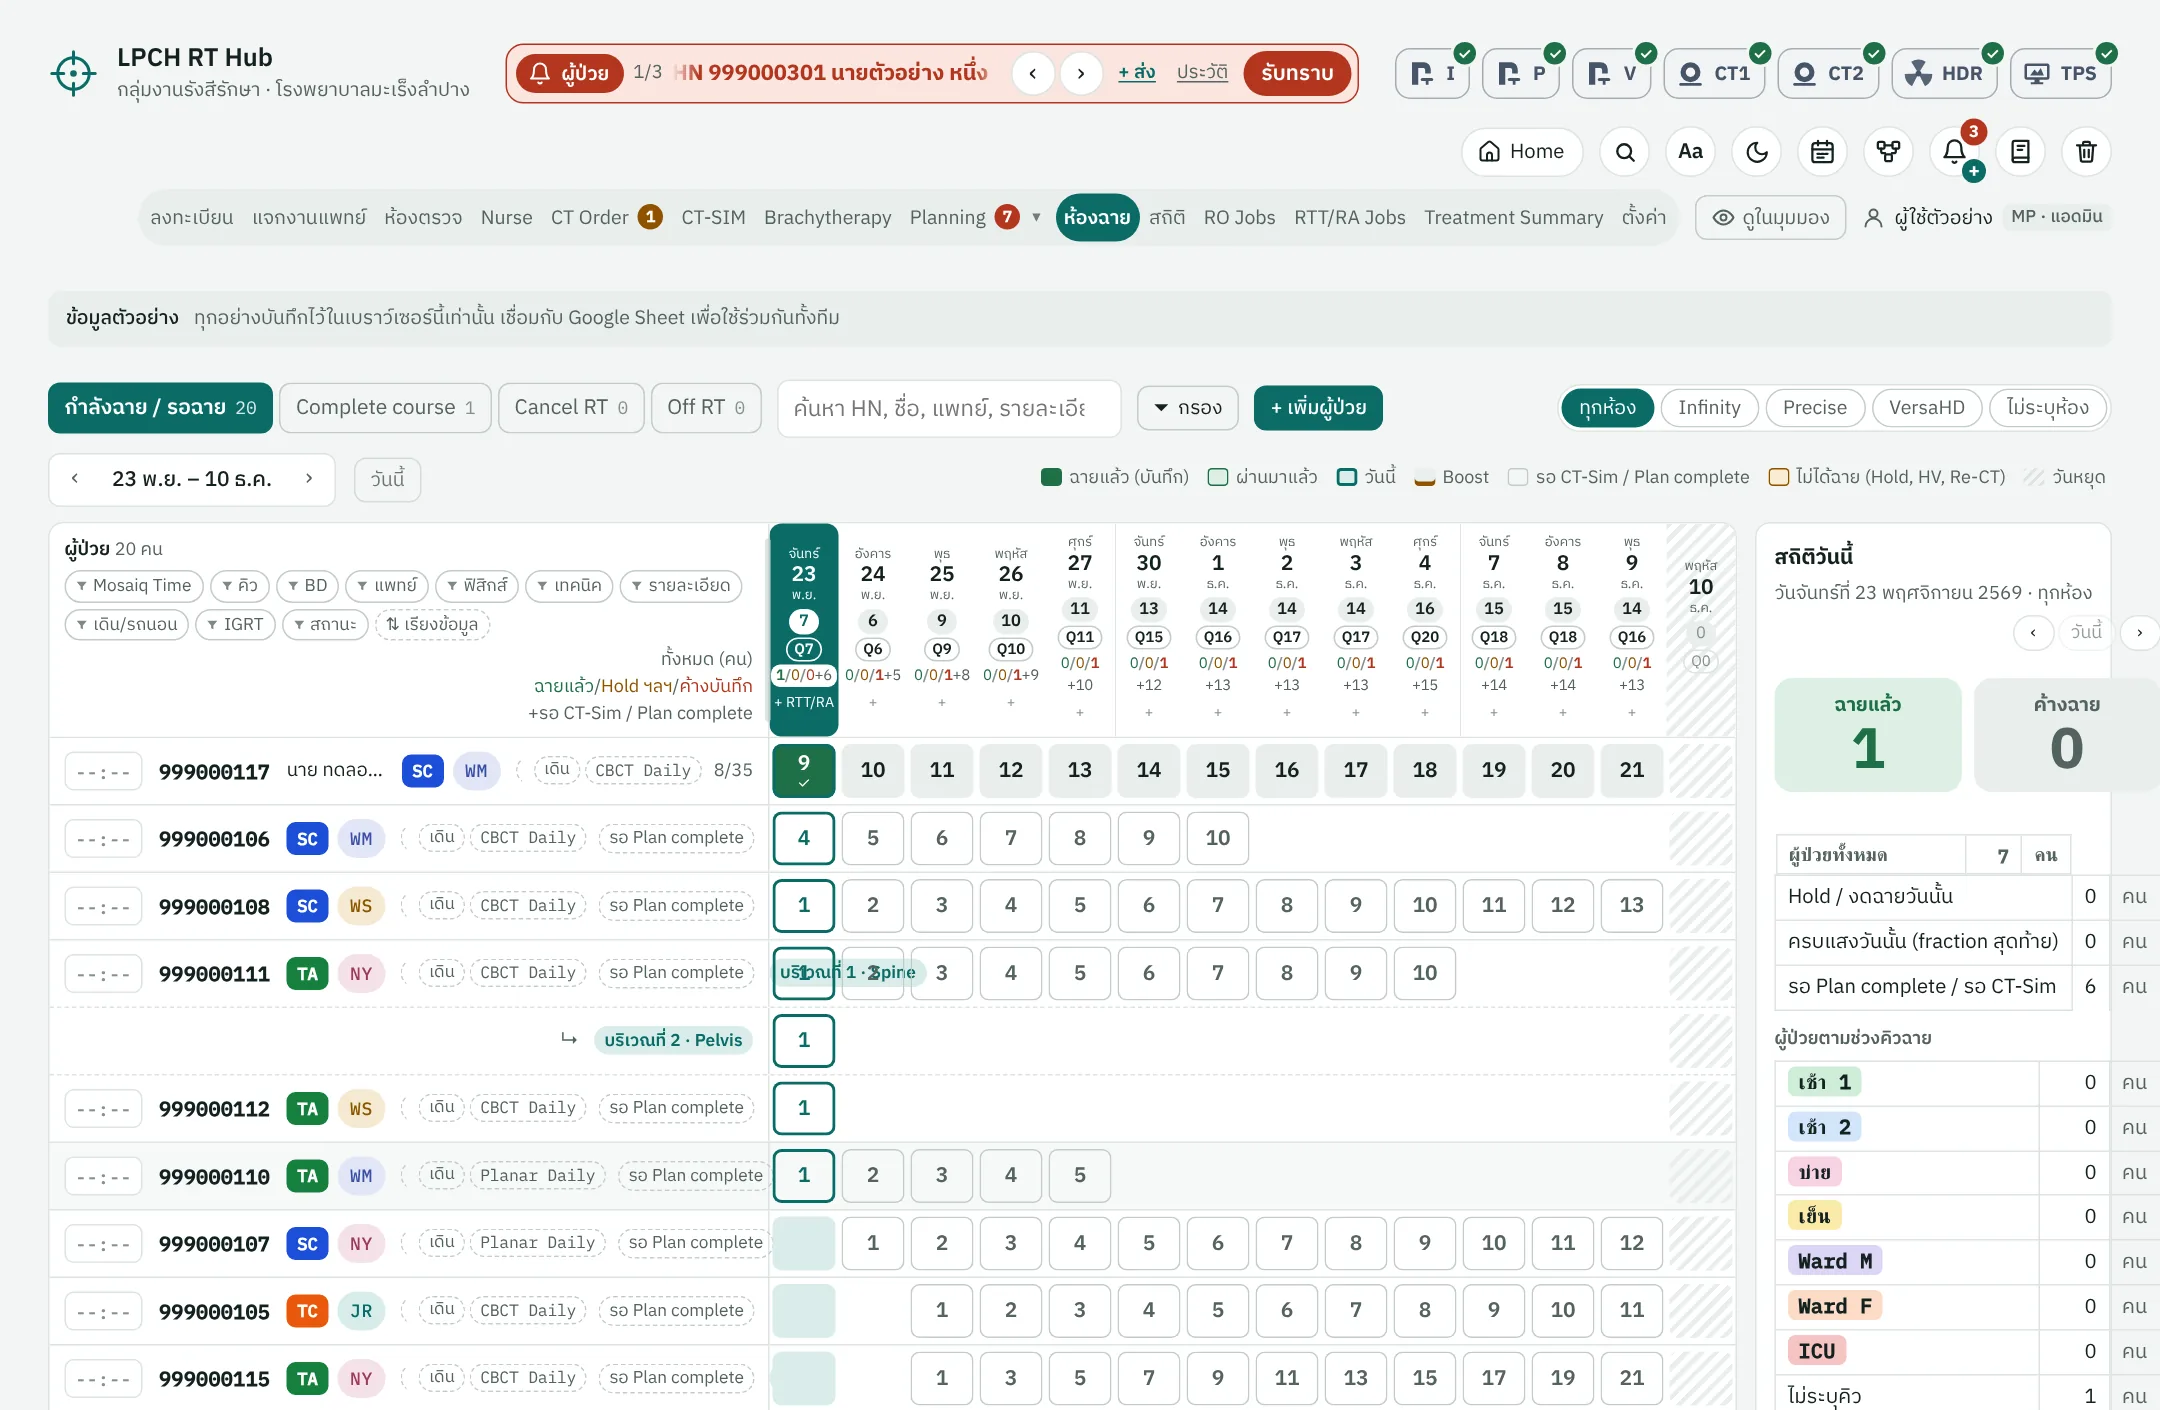 LPCH RT Hub
กลุ่มงานรังสีรักษา · โรงพยาบาลมะเร็งลำปาง
ผู้ป่วย 1/3 HN 999000301 นายตัวอย่าง หนึ่ง ‹ › + ส่ง ประวัติ รับทราบ
I P V CT1 CT2 HDR TPS
Home Aa 3 +
ลงทะเบียน แจกงานแพทย์ ห้องตรวจ Nurse CT Order 1 CT-SIM Brachytherapy Planning 7 ▾ ห้องฉาย สถิติ RO Jobs RTT/RA Jobs Treatment Summary ตั้งค่า ดูในมุมมอง ผู้ใช้ตัวอย่าง MP · แอดมิน
ข้อมูลตัวอย่าง ทุกอย่างบันทึกไว้ในเบราว์เซอร์นี้เท่านั้น เชื่อมกับ Google Sheet เพื่อใช้ร่วมกันทั้งทีม
กำลังฉาย / รอฉาย 20 Complete course 1 Cancel RT 0 Off RT 0 ค้นหา HN, ชื่อ, แพทย์, รายละเอีย กรอง + เพิ่มผู้ป่วย ทุกห้อง Infinity Precise VersaHD ไม่ระบุห้อง
‹ 23 พ.ย. – 10 ธ.ค. › วันนี้ ฉายแล้ว (บันทึก) ผ่านมาแล้ว วันนี้ Boost รอ CT-Sim / Plan complete ไม่ได้ฉาย (Hold, HV, Re-CT) วันหยุด
ผู้ป่วย 20 คน
Mosaiq Time คิว BD แพทย์ ฟิสิกส์ เทคนิค รายละเอียด
เดิน/รถนอน IGRT สถานะ ⇅ เรียงข้อมูล
ทั้งหมด (คน)
ฉายแล้ว/Hold ฯลฯ/ค้างบันทึก
+รอ CT-Sim / Plan complete
จันทร์ อังคาร พุธ พฤหัส ศุกร์ จันทร์ อังคาร พุธ พฤหัส ศุกร์ จันทร์ อังคาร พุธ พฤหัส
23 24 25 26 27 30 1 2 3 4 7 8 9 10
พ.ย. พ.ย. พ.ย. พ.ย. พ.ย. พ.ย. ธ.ค. ธ.ค. ธ.ค. ธ.ค. ธ.ค. ธ.ค. ธ.ค. ธ.ค.
7 6 9 10 11 13 14 14 14 16 15 15 14 0
Q7 Q6 Q9 Q10 Q11 Q15 Q16 Q17 Q17 Q20 Q18 Q18 Q16 Q0
1/0/0+6 0/0/1+5 0/0/1+8 0/0/1+9 0/0/1 0/0/1 0/0/1 0/0/1 0/0/1 0/0/1 0/0/1 0/0/1 0/0/1
+10 +12 +13 +13 +13 +15 +14 +14 +13
+ RTT/RA + + + + + + + + + + + +
--:-- 999000117 นาย ทดลอ... SC WM เดิน CBCT Daily 8/35 9 10 11 12 13 14 15 16 17 18 19 20 21
--:-- 999000106 SC WM เดิน CBCT Daily รอ Plan complete 4 5 6 7 8 9 10
--:-- 999000108 SC WS เดิน CBCT Daily รอ Plan complete 1 2 3 4 5 6 7 8 9 10 11 12 13
--:-- 999000111 TA NY เดิน CBCT Daily รอ Plan complete บริเวณที่ 1 · Spine 1 2 3 4 5 6 7 8 9 10
↳ บริเวณที่ 2 · Pelvis 1
--:-- 999000112 TA WS เดิน CBCT Daily รอ Plan complete 1
--:-- 999000110 TA WM เดิน Planar Daily รอ Plan complete 1 2 3 4 5
--:-- 999000107 SC NY เดิน Planar Daily รอ Plan complete 1 2 3 4 5 6 7 8 9 10 11 12
--:-- 999000105 TC JR เดิน CBCT Daily รอ Plan complete 1 2 3 4 5 6 7 8 9 10 11
--:-- 999000115 TA NY เดิน CBCT Daily รอ Plan complete 1 3 5 7 9 11 13 15 17 19 21
สถิติวันนี้
วันจันทร์ที่ 23 พฤศจิกายน 2569 · ทุกห้อง
‹ วันนี้ ›
ฉายแล้ว ค้างฉาย
1 0
ผู้ป่วยทั้งหมด 7 คน
Hold / งดฉายวันนั้น 0 คน
ครบแสงวันนั้น (fraction สุดท้าย) 0 คน
รอ Plan complete / รอ CT-Sim 6 คน
ผู้ป่วยตามช่วงคิวฉาย
เช้า 1 0 คน
เช้า 2 0 คน
บ่าย 0 คน
เย็น 0 คน
Ward M 0 คน
Ward F 0 คน
ICU 0 คน
ไม่ระบุคิว 1 คน